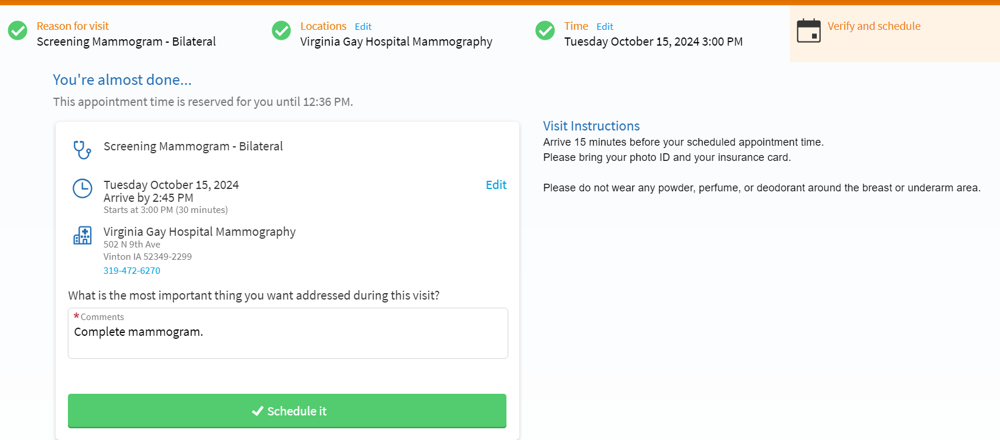 Reason for visit
Screening Mammogram - Bilateral
Locations Edit
Virginia Gay Hospital Mammography
Time Edit
Tuesday October 15, 2024 3:00 PM
Verify and schedule
You're almost done...
This appointment time is reserved for you until 12:36 PM.
Screening Mammogram - Bilateral
Tuesday October 15, 2024
Edit
Arrive by 2:45 PM
Starts at 3:00 PM (30 minutes)
Virginia Gay Hospital Mammography
502 N 9th Ave
Vinton IA 52349-2299
319-472-6270
What is the most important thing you want addressed during this visit?
* Comments
Complete mammogram.
Schedule it
Visit Instructions
Arrive 15 minutes before your scheduled appointment time.
Please bring your photo ID and your insurance card.
Please do not wear any powder, perfume, or deodorant around the breast or underarm area.